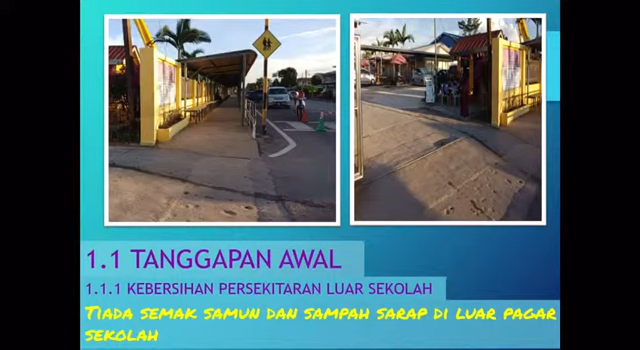 1.1 TANGGAPAN AWAL
1.1.1 KEBERSIHAN PERSEKITARAN LUAR SEKOLAH
Tiada semak samun dan sampah sarap di luar pagar
sekolah